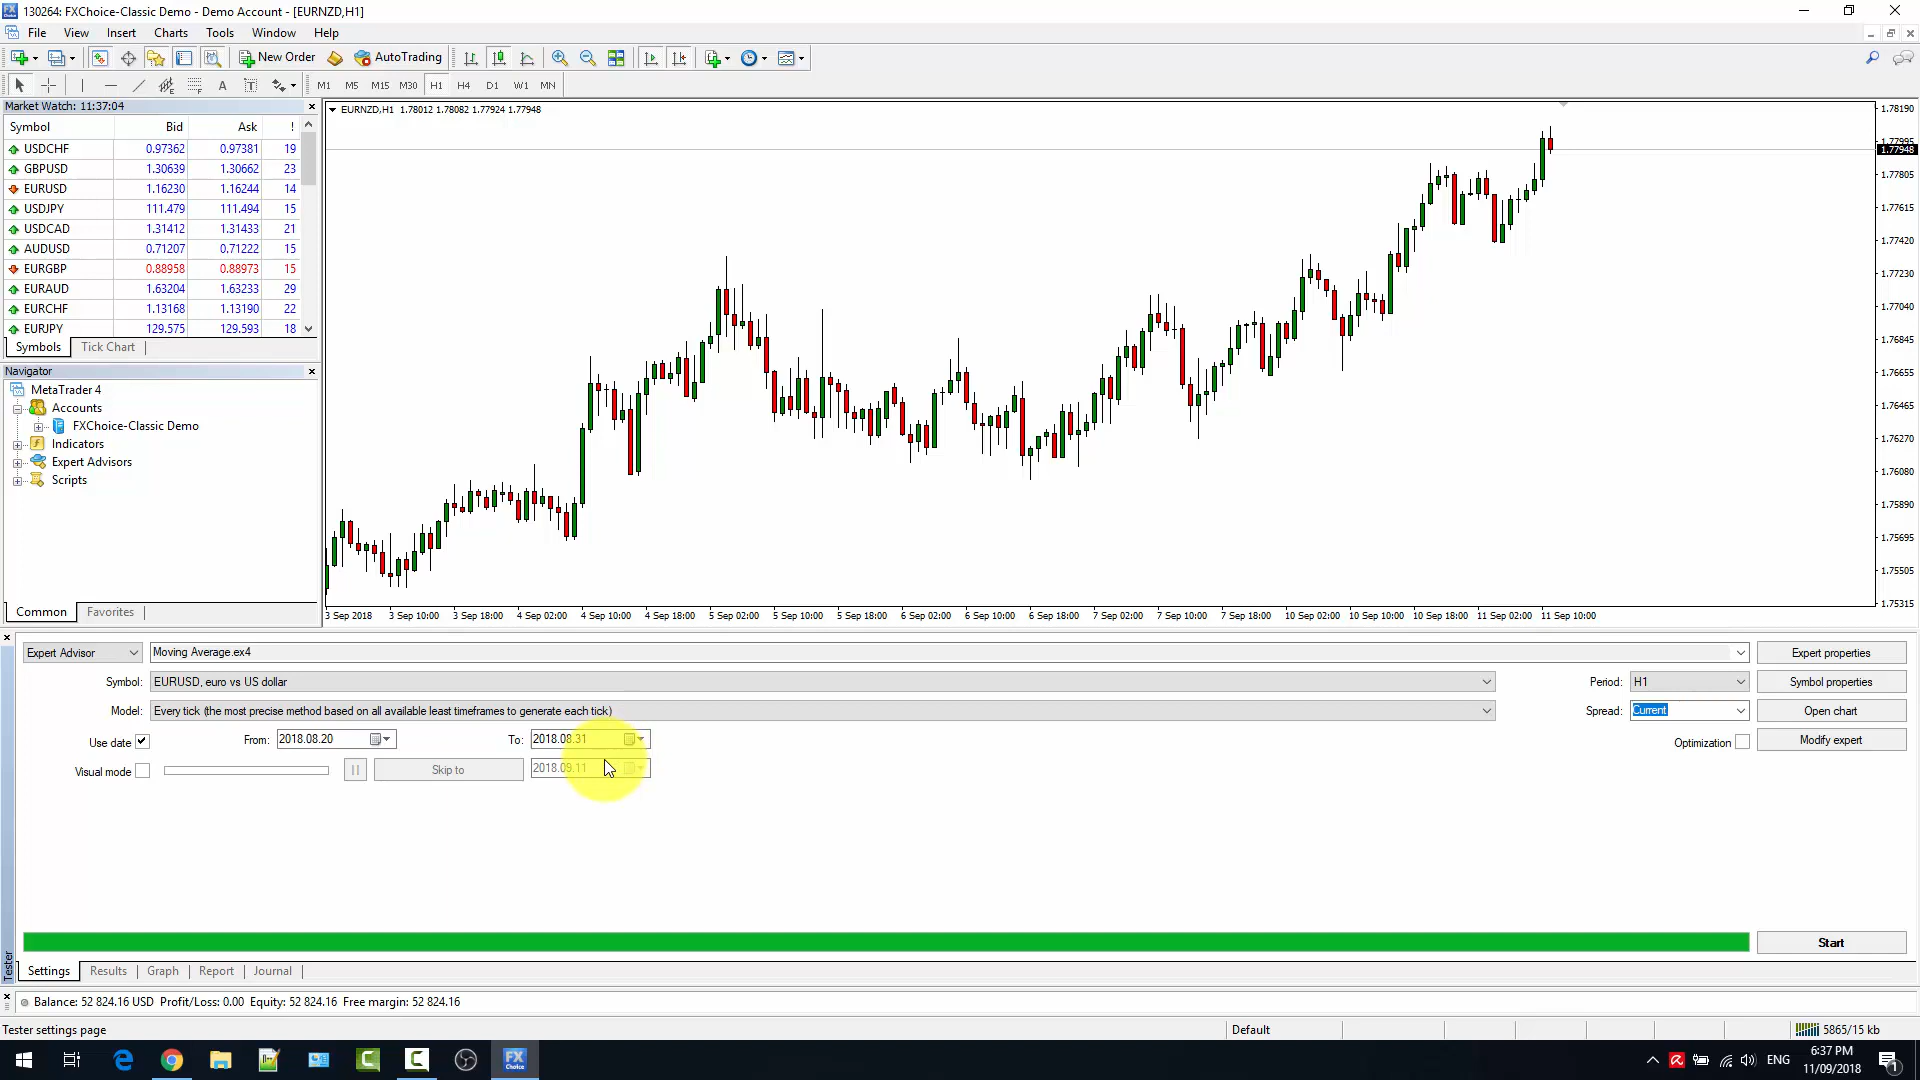 130264: FXChoice-Classic Demo - Demo Account - [EURNZD,H1]
File View Insert Charts Tools Window Help
New Order AutoTrading
M1 M5 M15 M30 H1 H4 D1 W1 MN
Market Watch: 11:37:04
Symbol Bid Ask !
USDCHF 0.97362 0.97381 19
GBPUSD 1.30639 1.30662 23
EURUSD 1.16230 1.16244 14
USDJPY 111.479 111.494 15
USDCAD 1.31412 1.31433 21
AUDUSD 0.71207 0.71222 15
EURGBP 0.88958 0.88973 15
EURAUD 1.63204 1.63233 29
EURCHF 1.13168 1.13190 22
EURJPY 129.575 129.593 18
Symbols Tick Chart
Navigator
MetaTrader 4
Accounts
FXChoice-Classic Demo
Indicators
Expert Advisors
Scripts
Common Favorites
EURNZD,H1 1.78012 1.78082 1.77924 1.77948
1.78190
1.77995
1.77948
1.77805
1.77615
1.77420
1.77230
1.77040
1.76845
1.76655
1.76465
1.76270
1.76080
1.75890
1.75695
1.75505
1.75315
3 Sep 2018 3 Sep 10:00 3 Sep 18:00 4 Sep 02:00 4 Sep 10:00 4 Sep 18:00 5 Sep 02:00 5 Sep 10:00 5 Sep 18:00 6 Sep 02:00 6 Sep 10:00 6 Sep 18:00 7 Sep 02:00 7 Sep 10:00 7 Sep 18:00 10 Sep 02:00 10 Sep 10:00 10 Sep 18:00 11 Sep 02:00 11 Sep 10:00
Expert Advisor Moving Average.ex4 Expert properties
Symbol: EURUSD, euro vs US dollar Period: H1 Symbol properties
Model: Every tick (the most precise method based on all available least timeframes to generate each tick) Spread: Current Open chart
Use date From: 2018.08.20 To: 2018.08.31 Optimization Modify expert
Visual mode Skip to 2018.09.11
Start
Tester
Settings Results Graph Report Journal
Balance: 52 824.16 USD Profit/Loss: 0.00 Equity: 52 824.16 Free margin: 52 824.16
Tester settings page Default 5865/15 kb
FX Choice
ENG
6:37 PM
11/09/2018
1